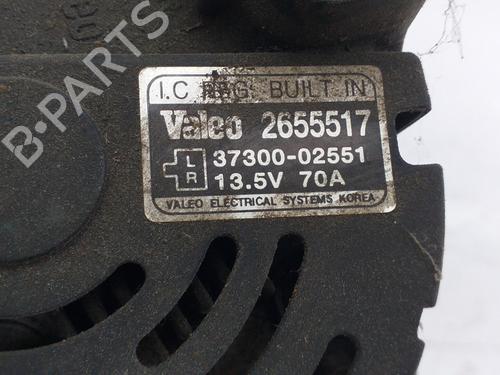 I.C REG. BUILT IN
Valeo 2655517
L R 37300-02551
13.5V 70A
VALEO ELECTRICAL SYSTEMS KOREA
B-PARTS